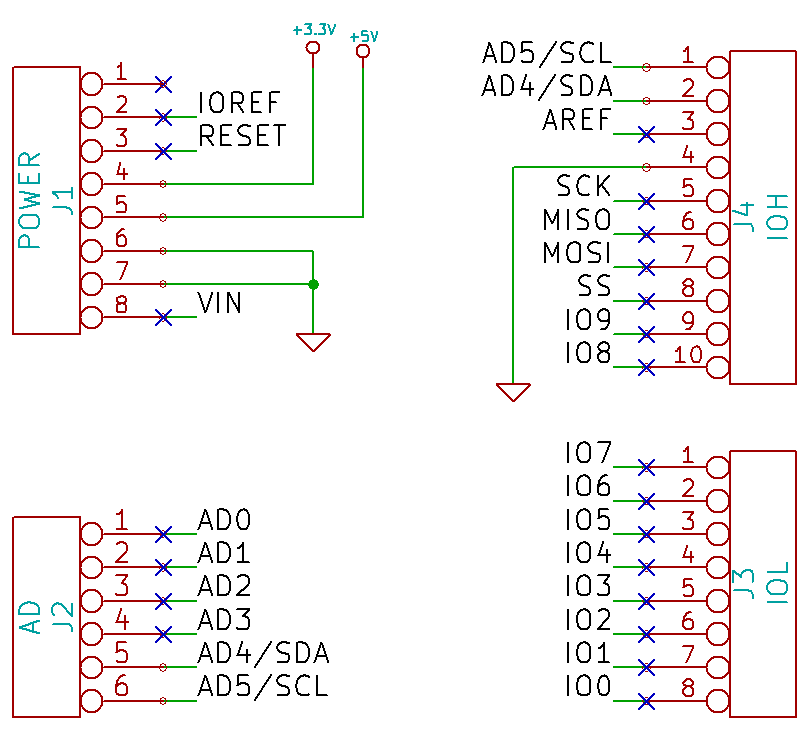 +3.3V
+5V
POWER
J1
1
2 IOREF
3 RESET
4
5
6
7
8 VIN
AD5/SCL 1
AD4/SDA 2
AREF 3
4
SCK 5
MISO 6
MOSI 7
SS 8
IO9 9
IO8 10
J4
IOH
AD
J2
1 AD0
2 AD1
3 AD2
4 AD3
5 AD4/SDA
6 AD5/SCL
IO7 1
IO6 2
IO5 3
IO4 4
IO3 5
IO2 6
IO1 7
IO0 8
J3
IOL